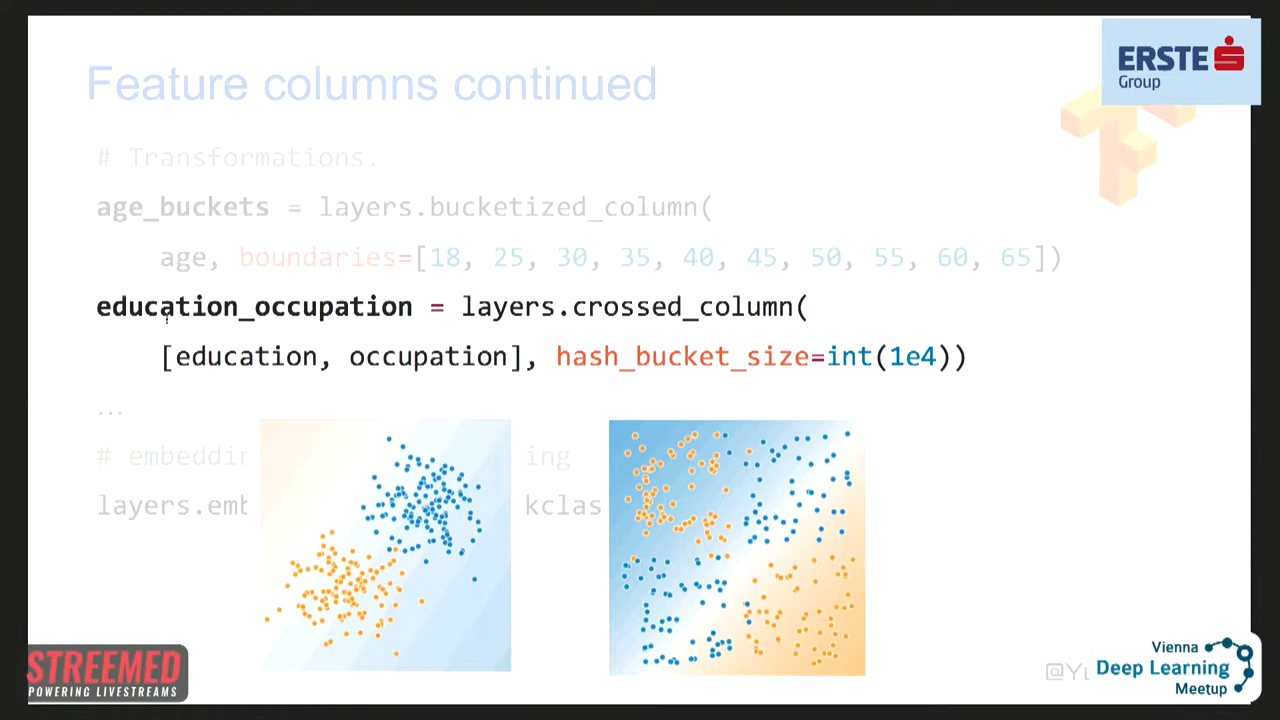 Feature columns continued
ERSTE
Group
# Transformations.
age_buckets = layers.bucketized_column(
age, boundaries=[18, 25, 30, 35, 40, 45, 50, 55, 60, 65])
education_occupation = layers.crossed_column(
[education, occupation], hash_bucket_size=int(1e4))
...
# embeddin ing
layers.emb kclas
STREEMED
POWERING LIVESTREAMS
@Yu
Vienna
Deep Learning
Meetup